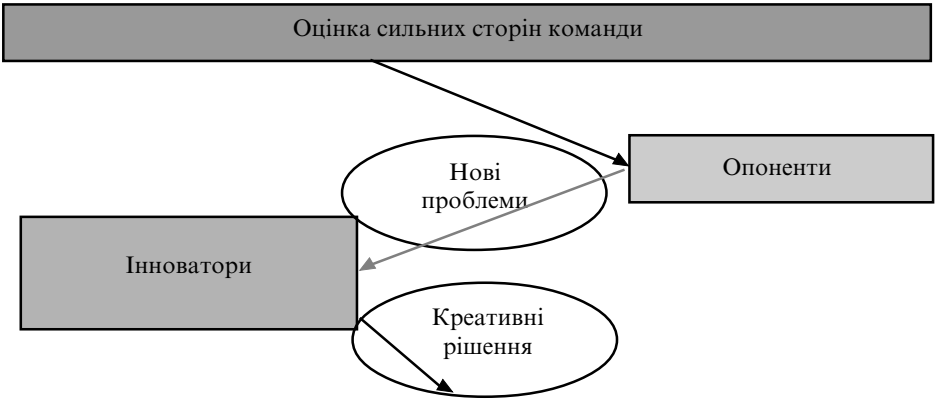 Оцінка сильних сторін команди
Нові
проблеми
Опоненти
Інноватори
Креативні
рішення